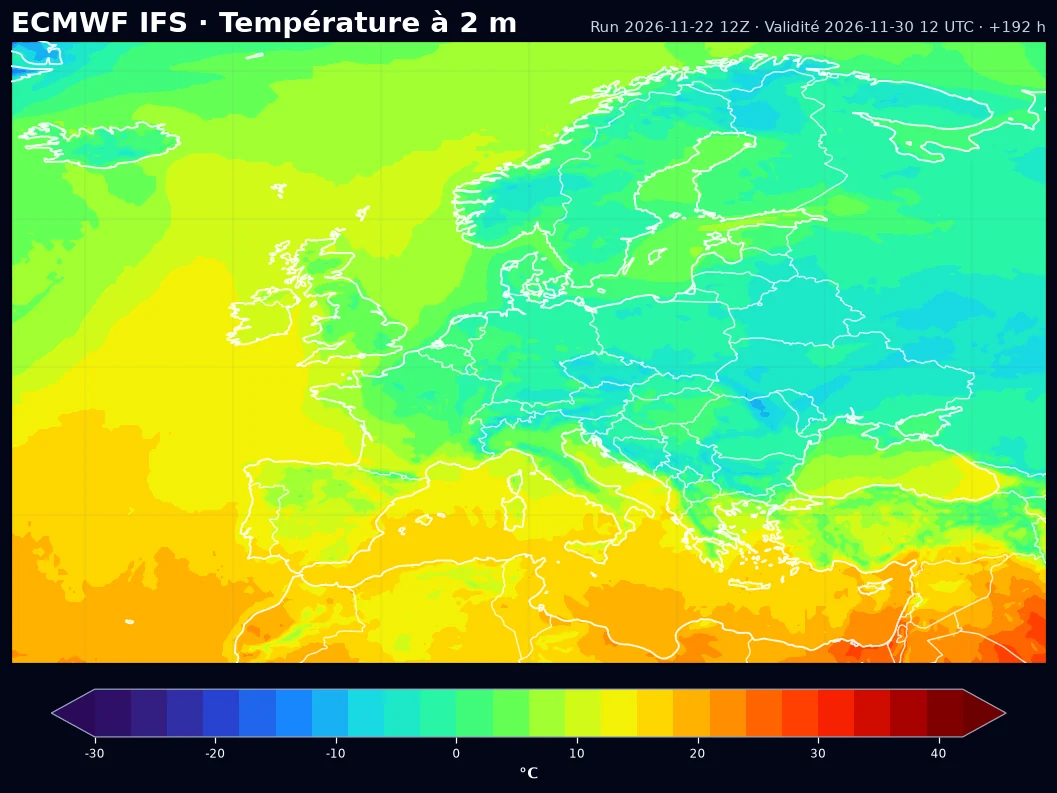 ECMWF IFS · Température à 2 m
Run 2026-11-22 12Z · Validité 2026-11-30 12 UTC · +192 h
-30 -20 -10 0 10 20 30 40
°C